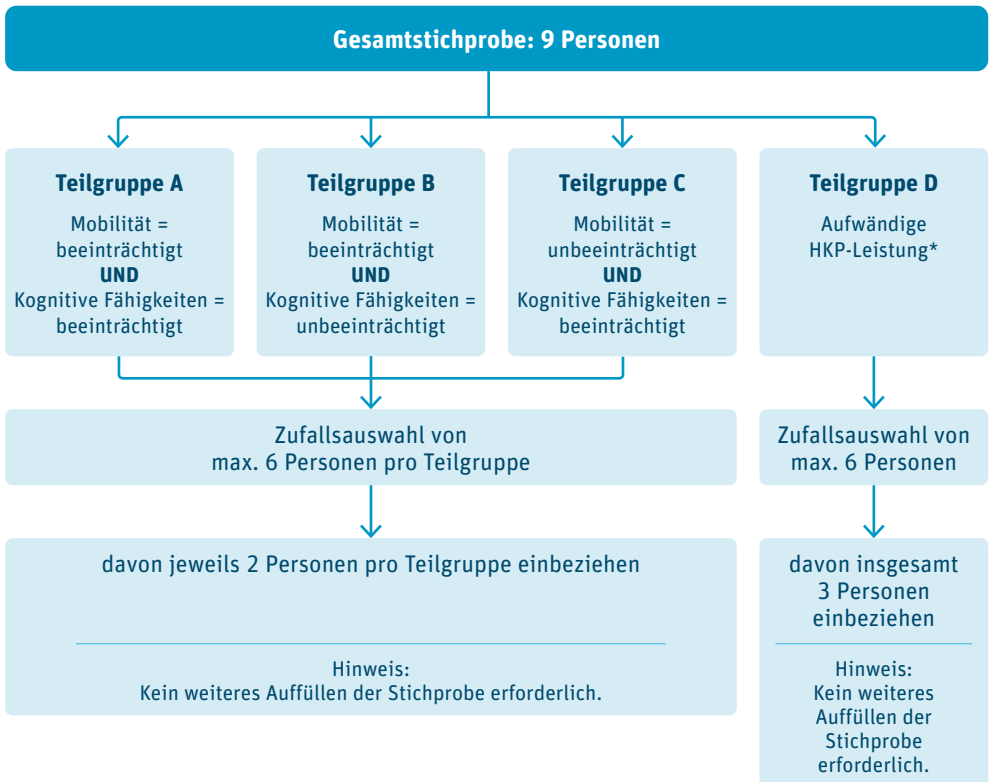 Gesamtstichprobe: 9 Personen
Teilgruppe A
Mobilität =
beeinträchtigt
UND
Kognitive Fähigkeiten =
beeinträchtigt
Teilgruppe B
Mobilität =
beeinträchtigt
UND
Kognitive Fähigkeiten =
unbeeinträchtigt
Teilgruppe C
Mobilität =
unbeeinträchtigt
UND
Kognitive Fähigkeiten =
beeinträchtigt
Teilgruppe D
Aufwändige
HKP-Leistung*
Zufallsauswahl von
max. 6 Personen pro Teilgruppe
Zufallsauswahl von
max. 6 Personen
davon jeweils 2 Personen pro Teilgruppe einbeziehen
Hinweis:
Kein weiteres Auffüllen der Stichprobe erforderlich.
davon insgesamt
3 Personen
einbeziehen
Hinweis:
Kein weiteres
Auffüllen der
Stichprobe
erforderlich.